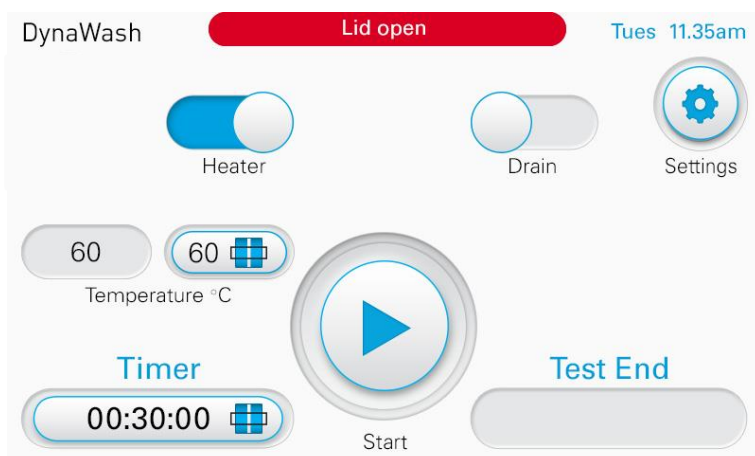 DynaWash
Lid open
Tues 11.35am
Heater
Drain
Settings
60
60
Temperature °C
Timer
Test End
00:30:00
Start